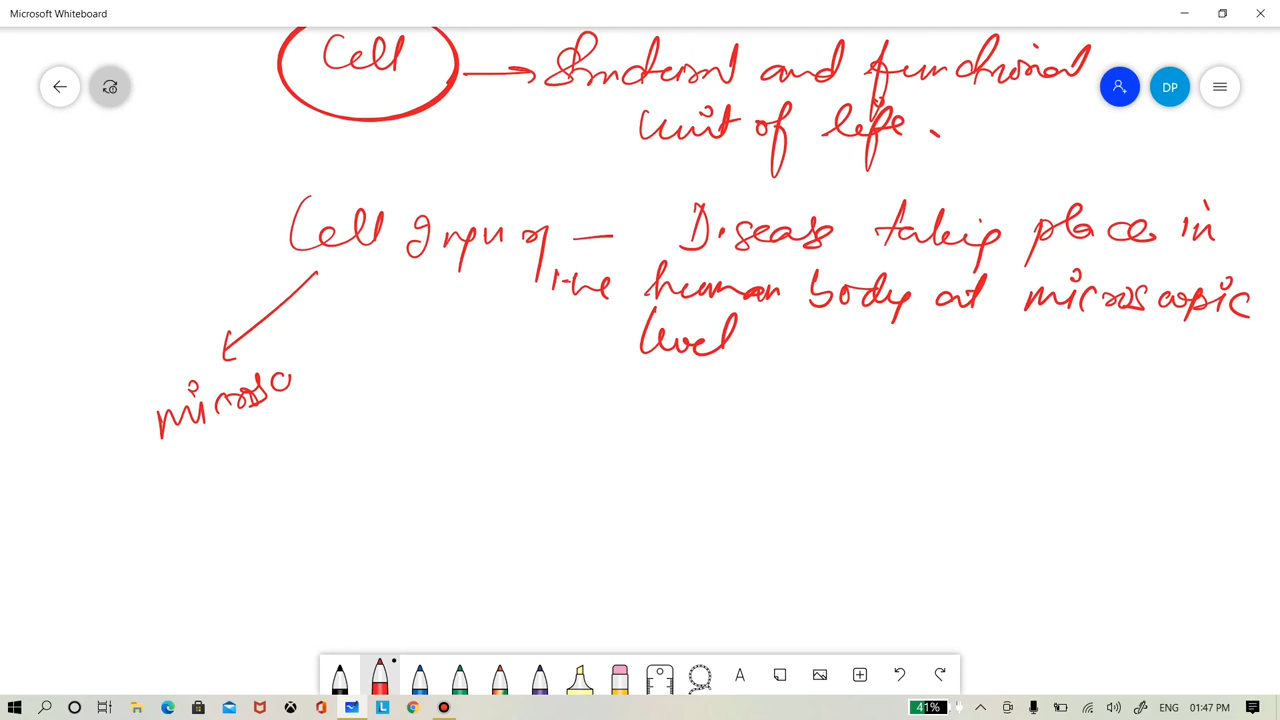 Microsoft Whiteboard
Cell → Structural and functional
unit of life.
DP
Cell injury — Disease taking place in
the human body at microscopic
level
microsc
A
41%
ENG
01:47 PM